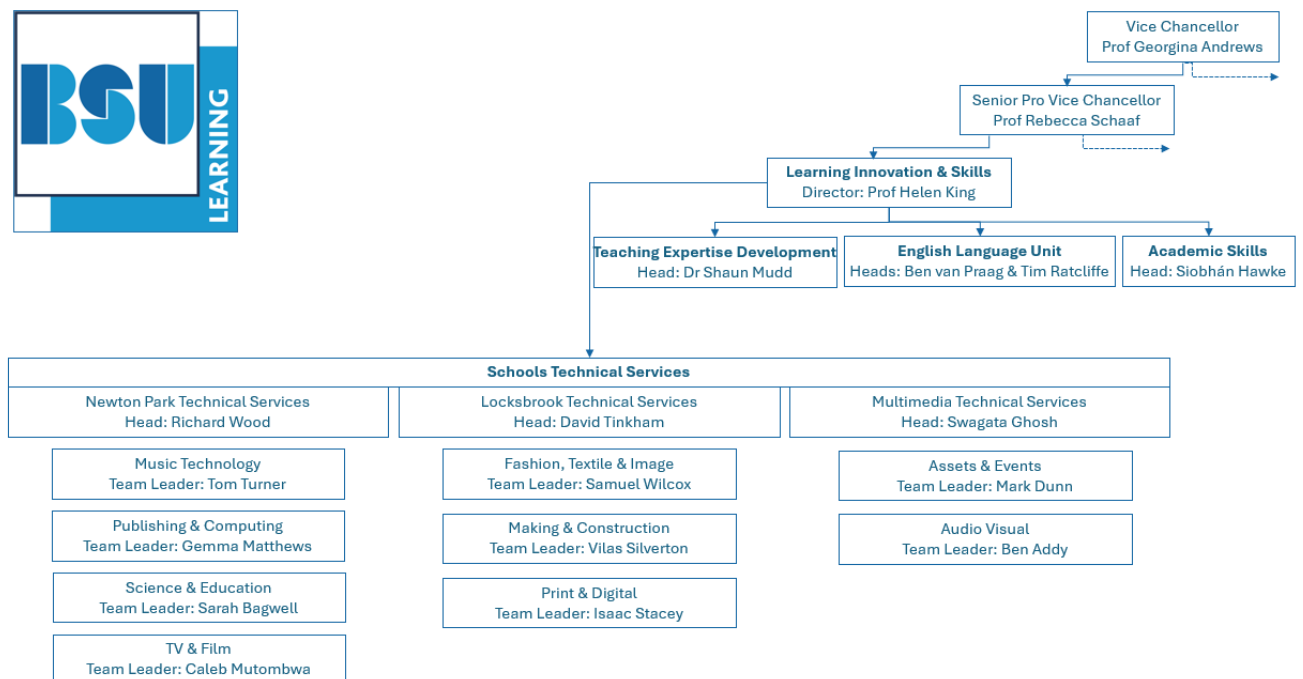 BSU
LEARNING
Vice Chancellor
Prof Georgina Andrews
Senior Pro Vice Chancellor
Prof Rebecca Schaaf
Learning Innovation & Skills
Director: Prof Helen King
Teaching Expertise Development
Head: Dr Shaun Mudd
English Language Unit
Heads: Ben van Praag & Tim Ratcliffe
Academic Skills
Head: Siobhán Hawke
Schools Technical Services
Newton Park Technical Services
Head: Richard Wood
Music Technology
Team Leader: Tom Turner
Publishing & Computing
Team Leader: Gemma Matthews
Science & Education
Team Leader: Sarah Bagwell
TV & Film
Team Leader: Caleb Mutombwa
Locksbrook Technical Services
Head: David Tinkham
Fashion, Textile & Image
Team Leader: Samuel Wilcox
Making & Construction
Team Leader: Vilas Silverton
Print & Digital
Team Leader: Isaac Stacey
Multimedia Technical Services
Head: Swagata Ghosh
Assets & Events
Team Leader: Mark Dunn
Audio Visual
Team Leader: Ben Addy